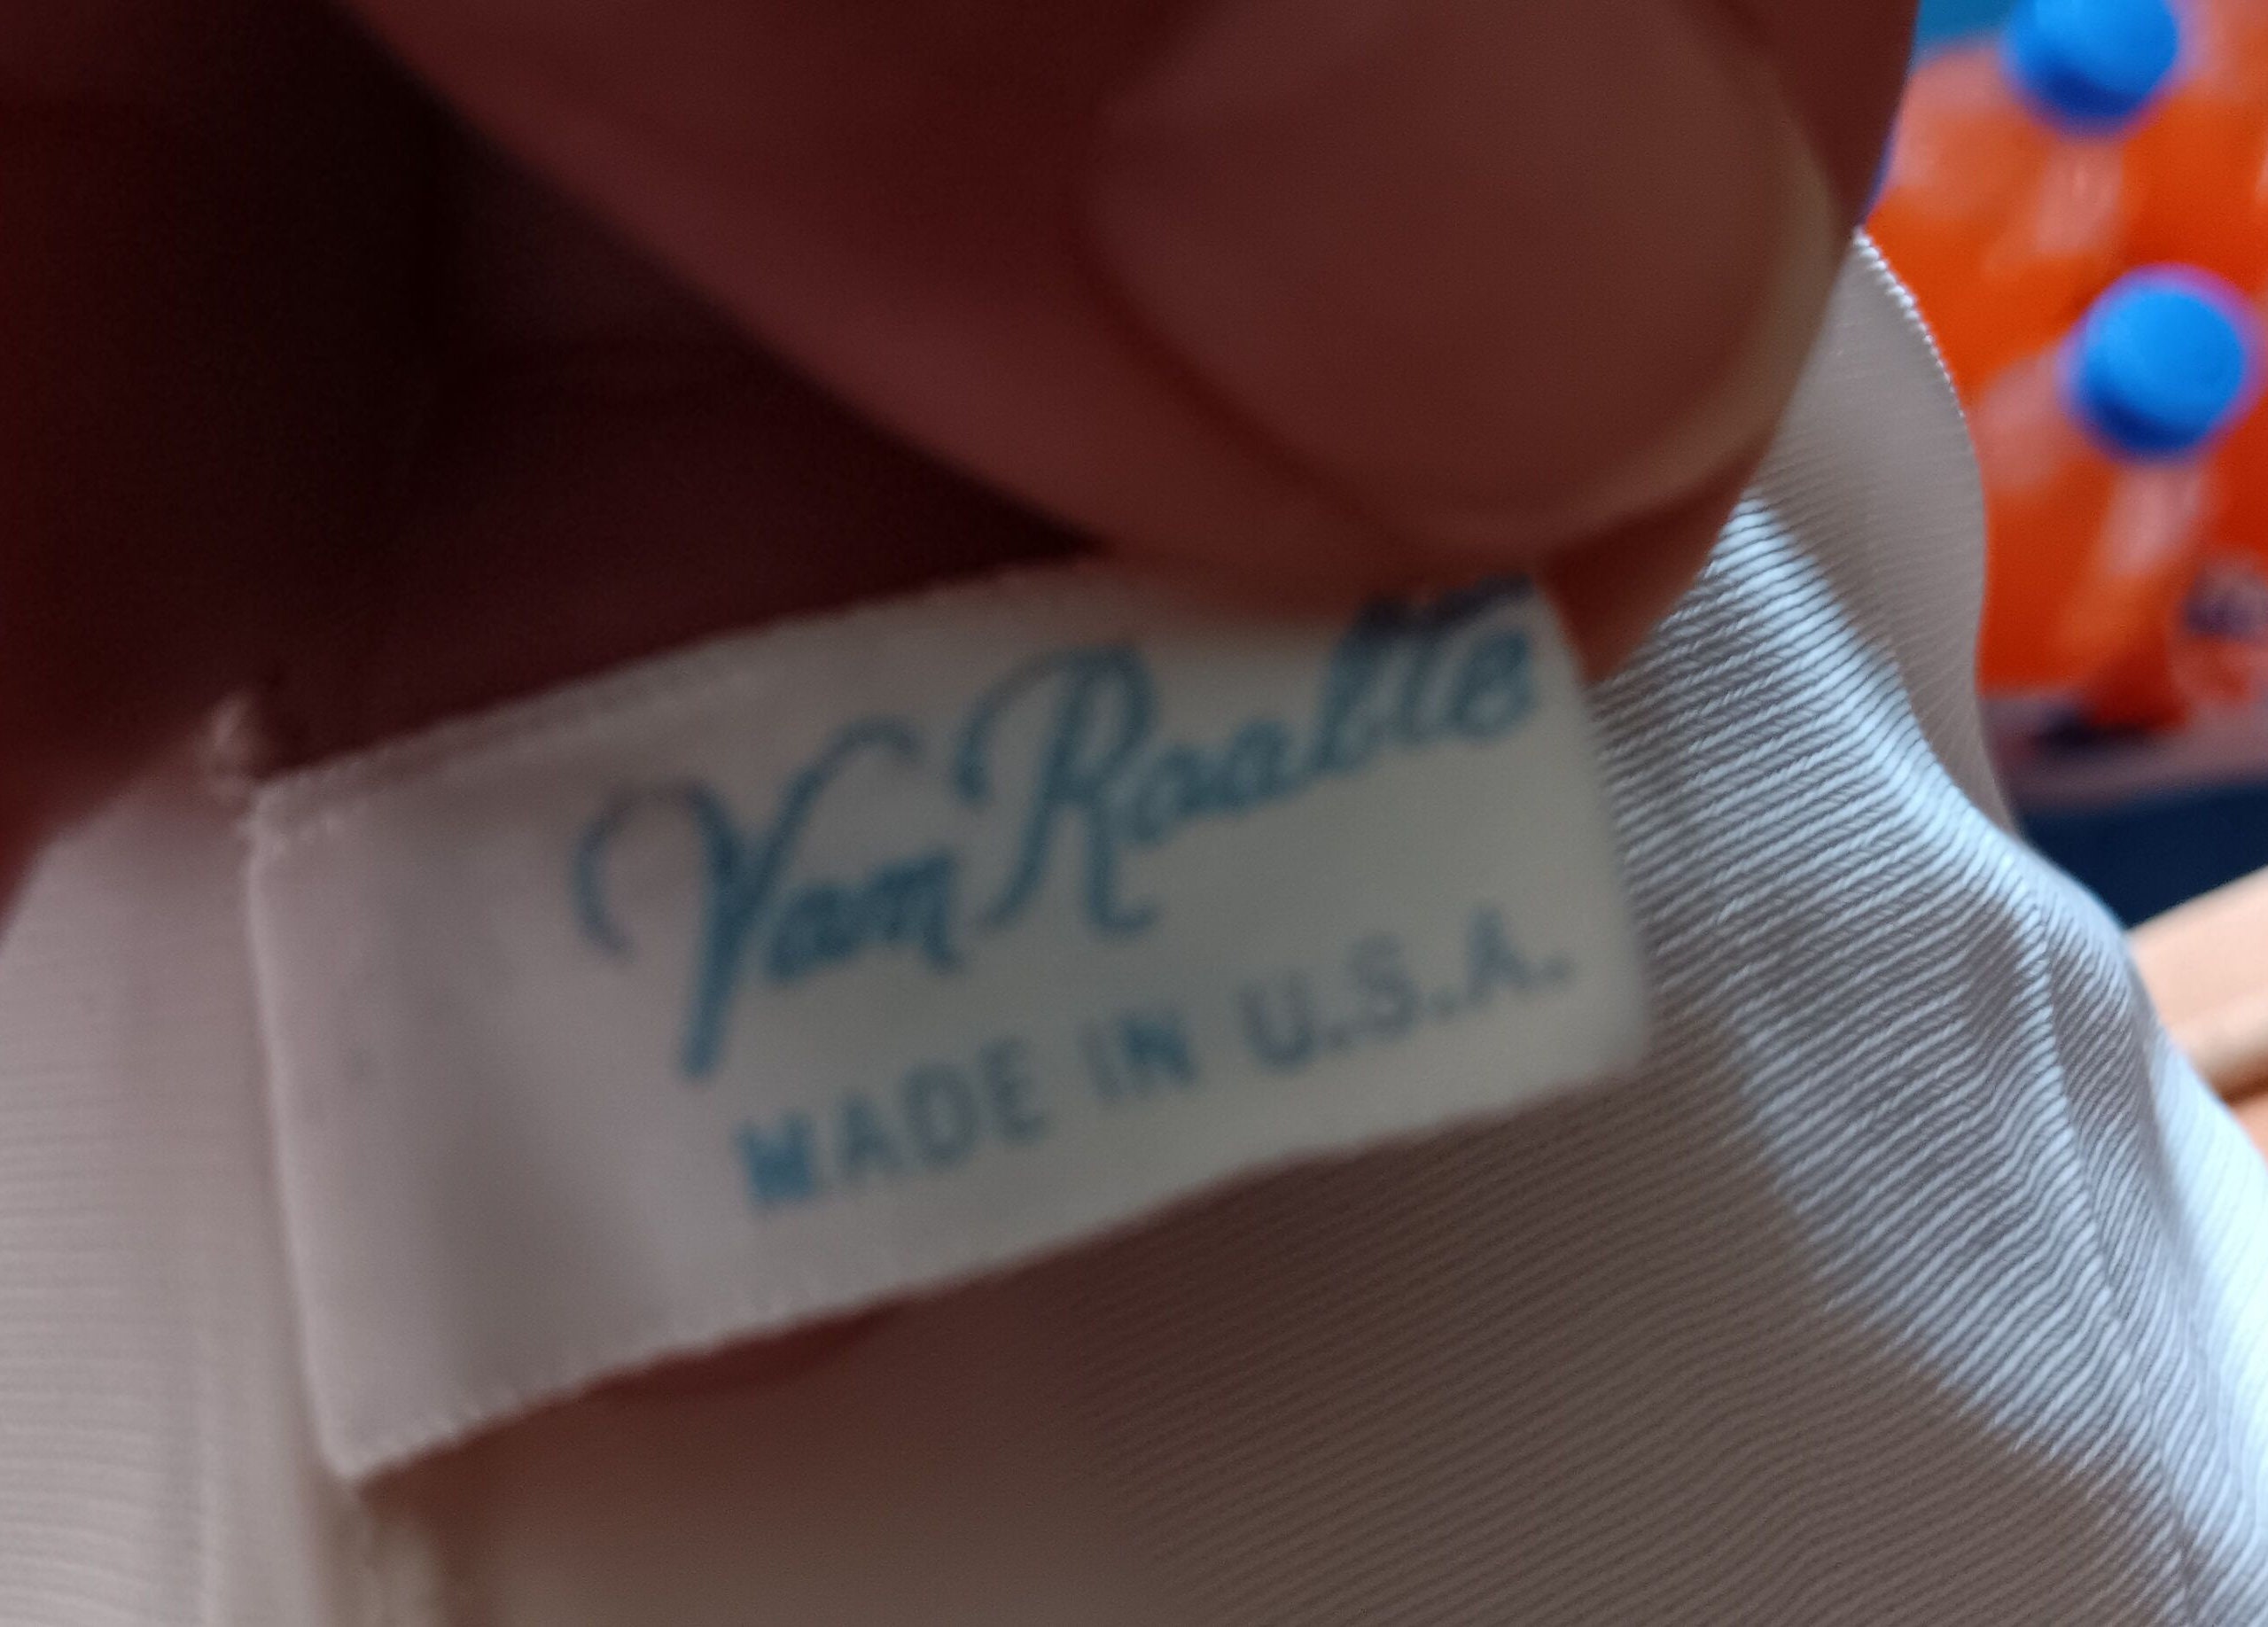 Van Raalte
MADE IN U.S.A.